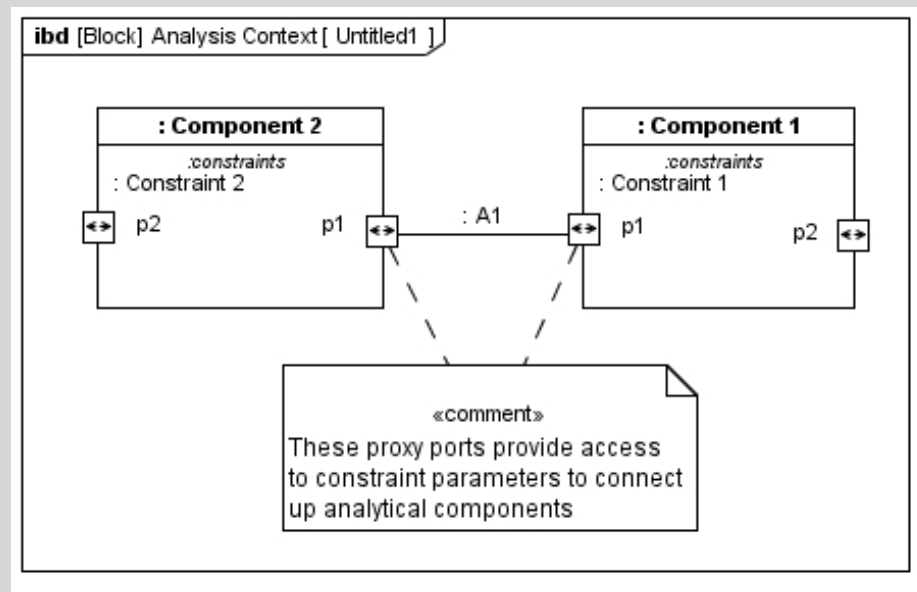 ibd [Block] Analysis Context [ Untitled1 ]
: Component 2
:constraints
: Constraint 2
p2
p1
: A1
: Component 1
:constraints
: Constraint 1
p1
p2
«comment»
These proxy ports provide access
to constraint parameters to connect
up analytical components